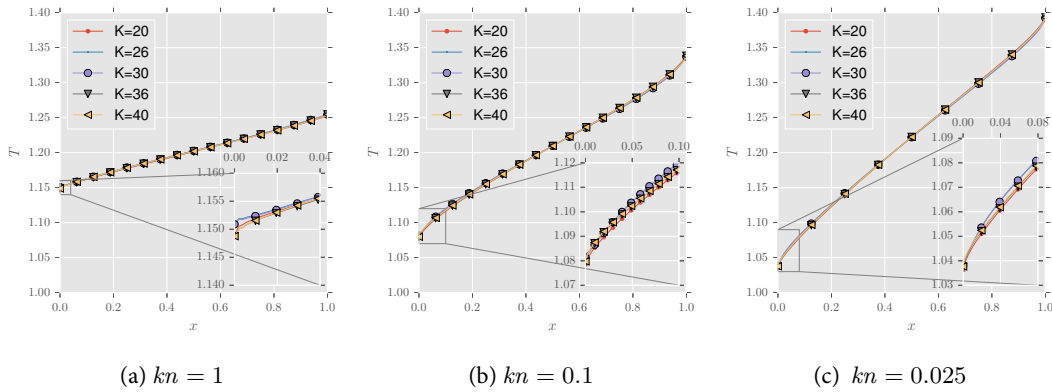 1.40
1.35
1.30
1.25
1.20
1.15
1.10
1.05
1.00
T
K=20
K=26
K=30
K=36
K=40
0.00 0.02 0.04
1.160
1.155
1.150
1.145
1.140
0.0 0.2 0.4 0.6 0.8 1.0
x
(a) kn = 1
1.40
1.35
1.30
1.25
1.20
1.15
1.10
1.05
1.00
T
K=20
K=26
K=30
K=36
K=40
0.00 0.05 0.10
1.12
1.11
1.10
1.09
1.08
1.07
0.0 0.2 0.4 0.6 0.8 1.0
x
(b) kn = 0.1
1.40
1.35
1.30
1.25
1.20
1.15
1.10
1.05
1.00
T
K=20
K=26
K=30
K=36
K=40
0.00 0.04 0.08
1.09
1.08
1.07
1.06
1.05
1.04
1.03
0.0 0.2 0.4 0.6 0.8 1.0
x
(c) kn = 0.025